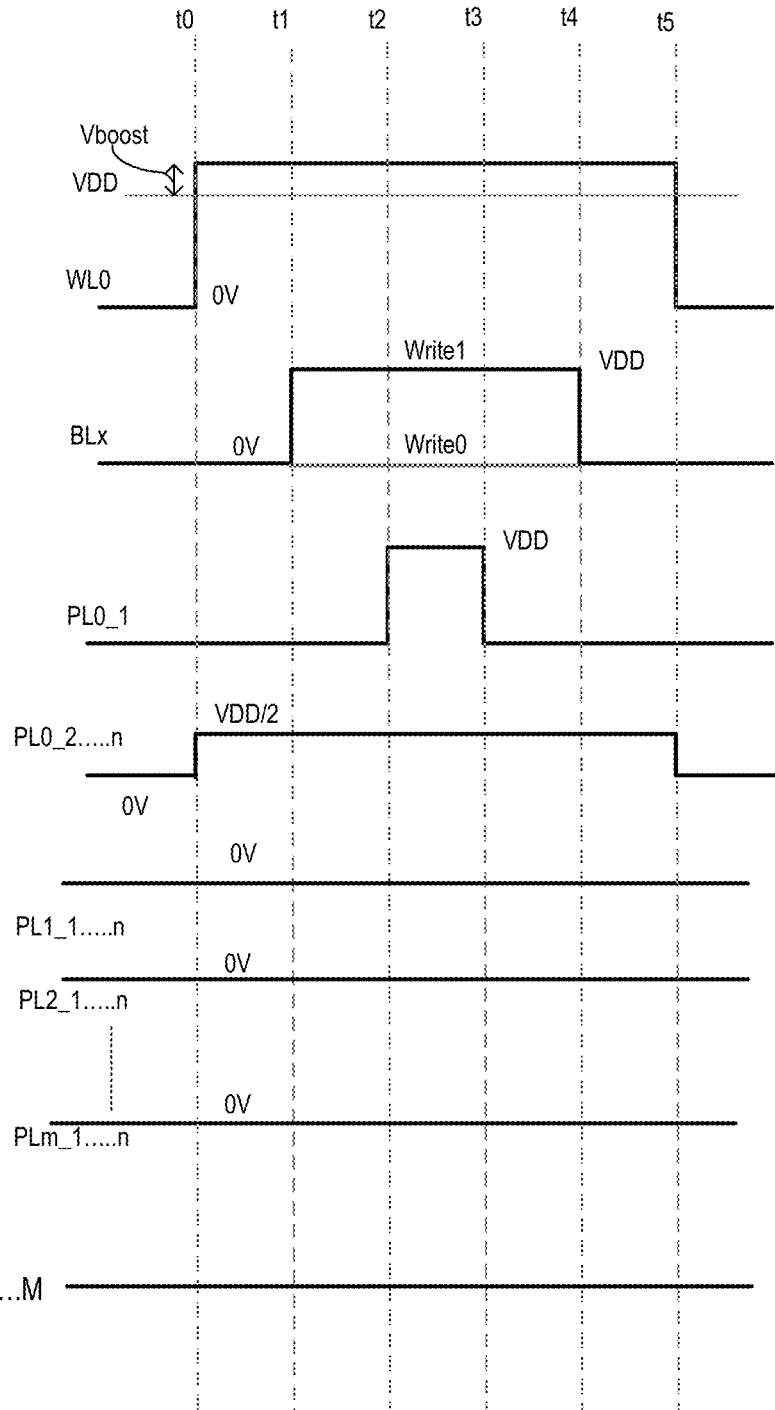 t0 t1 t2 t3 t4 t5
Vboost
VDD
WL0
0V
Write1 VDD
BLx 0V Write0
VDD
PL0_1
VDD/2
PL0_2.....n
0V
0V
PL1_1.....n
0V
PL2_1.....n
0V
PLm_1.....n
...M